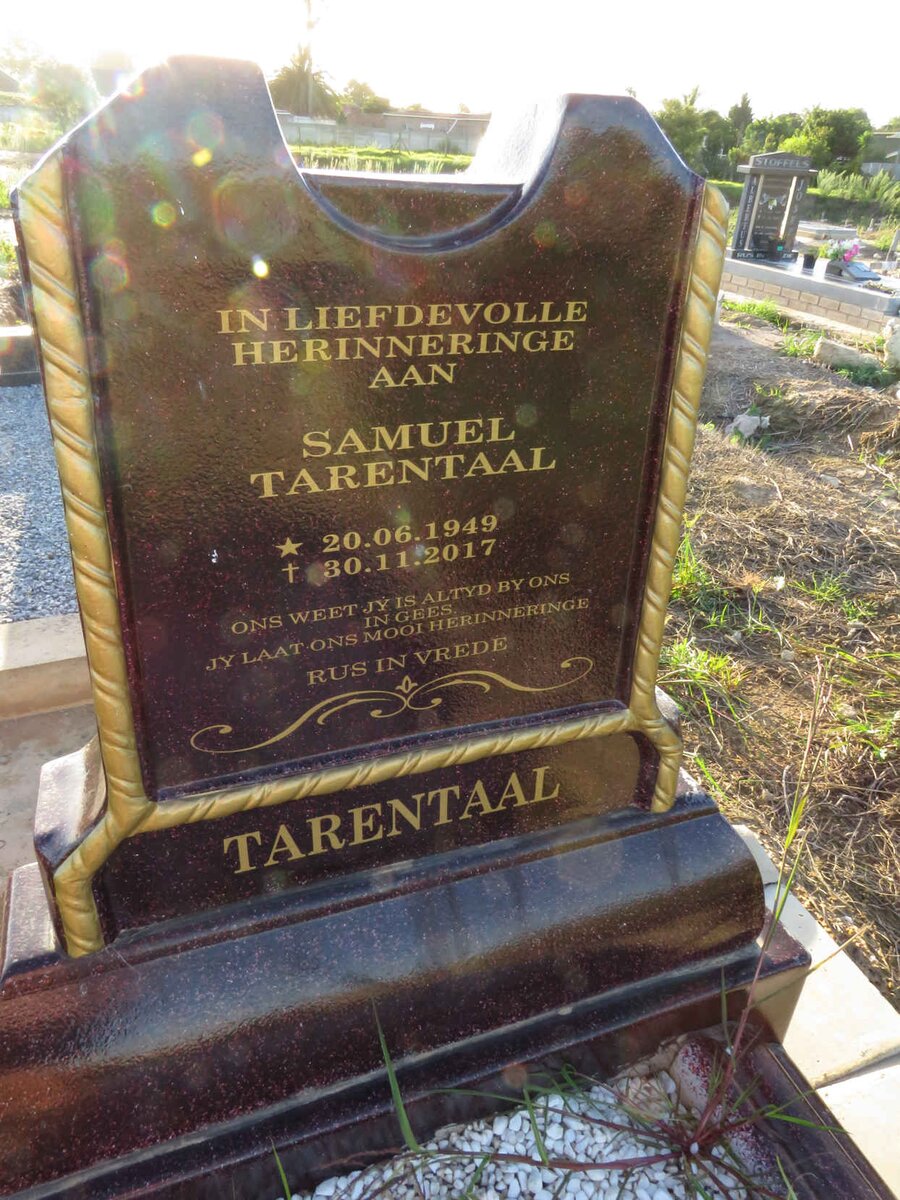 IN LIEFDEVOLLE
HERINNERINGE
AAN
SAMUEL
TARENTAAL
★ 20.06.1949
† 30.11.2017
ONS WEET JY IS ALTYD BY ONS
IN GEES.
JY LAAT ONS MOOI HERINNERINGE
RUS IN VREDE
TARENTAAL
STOFFELS